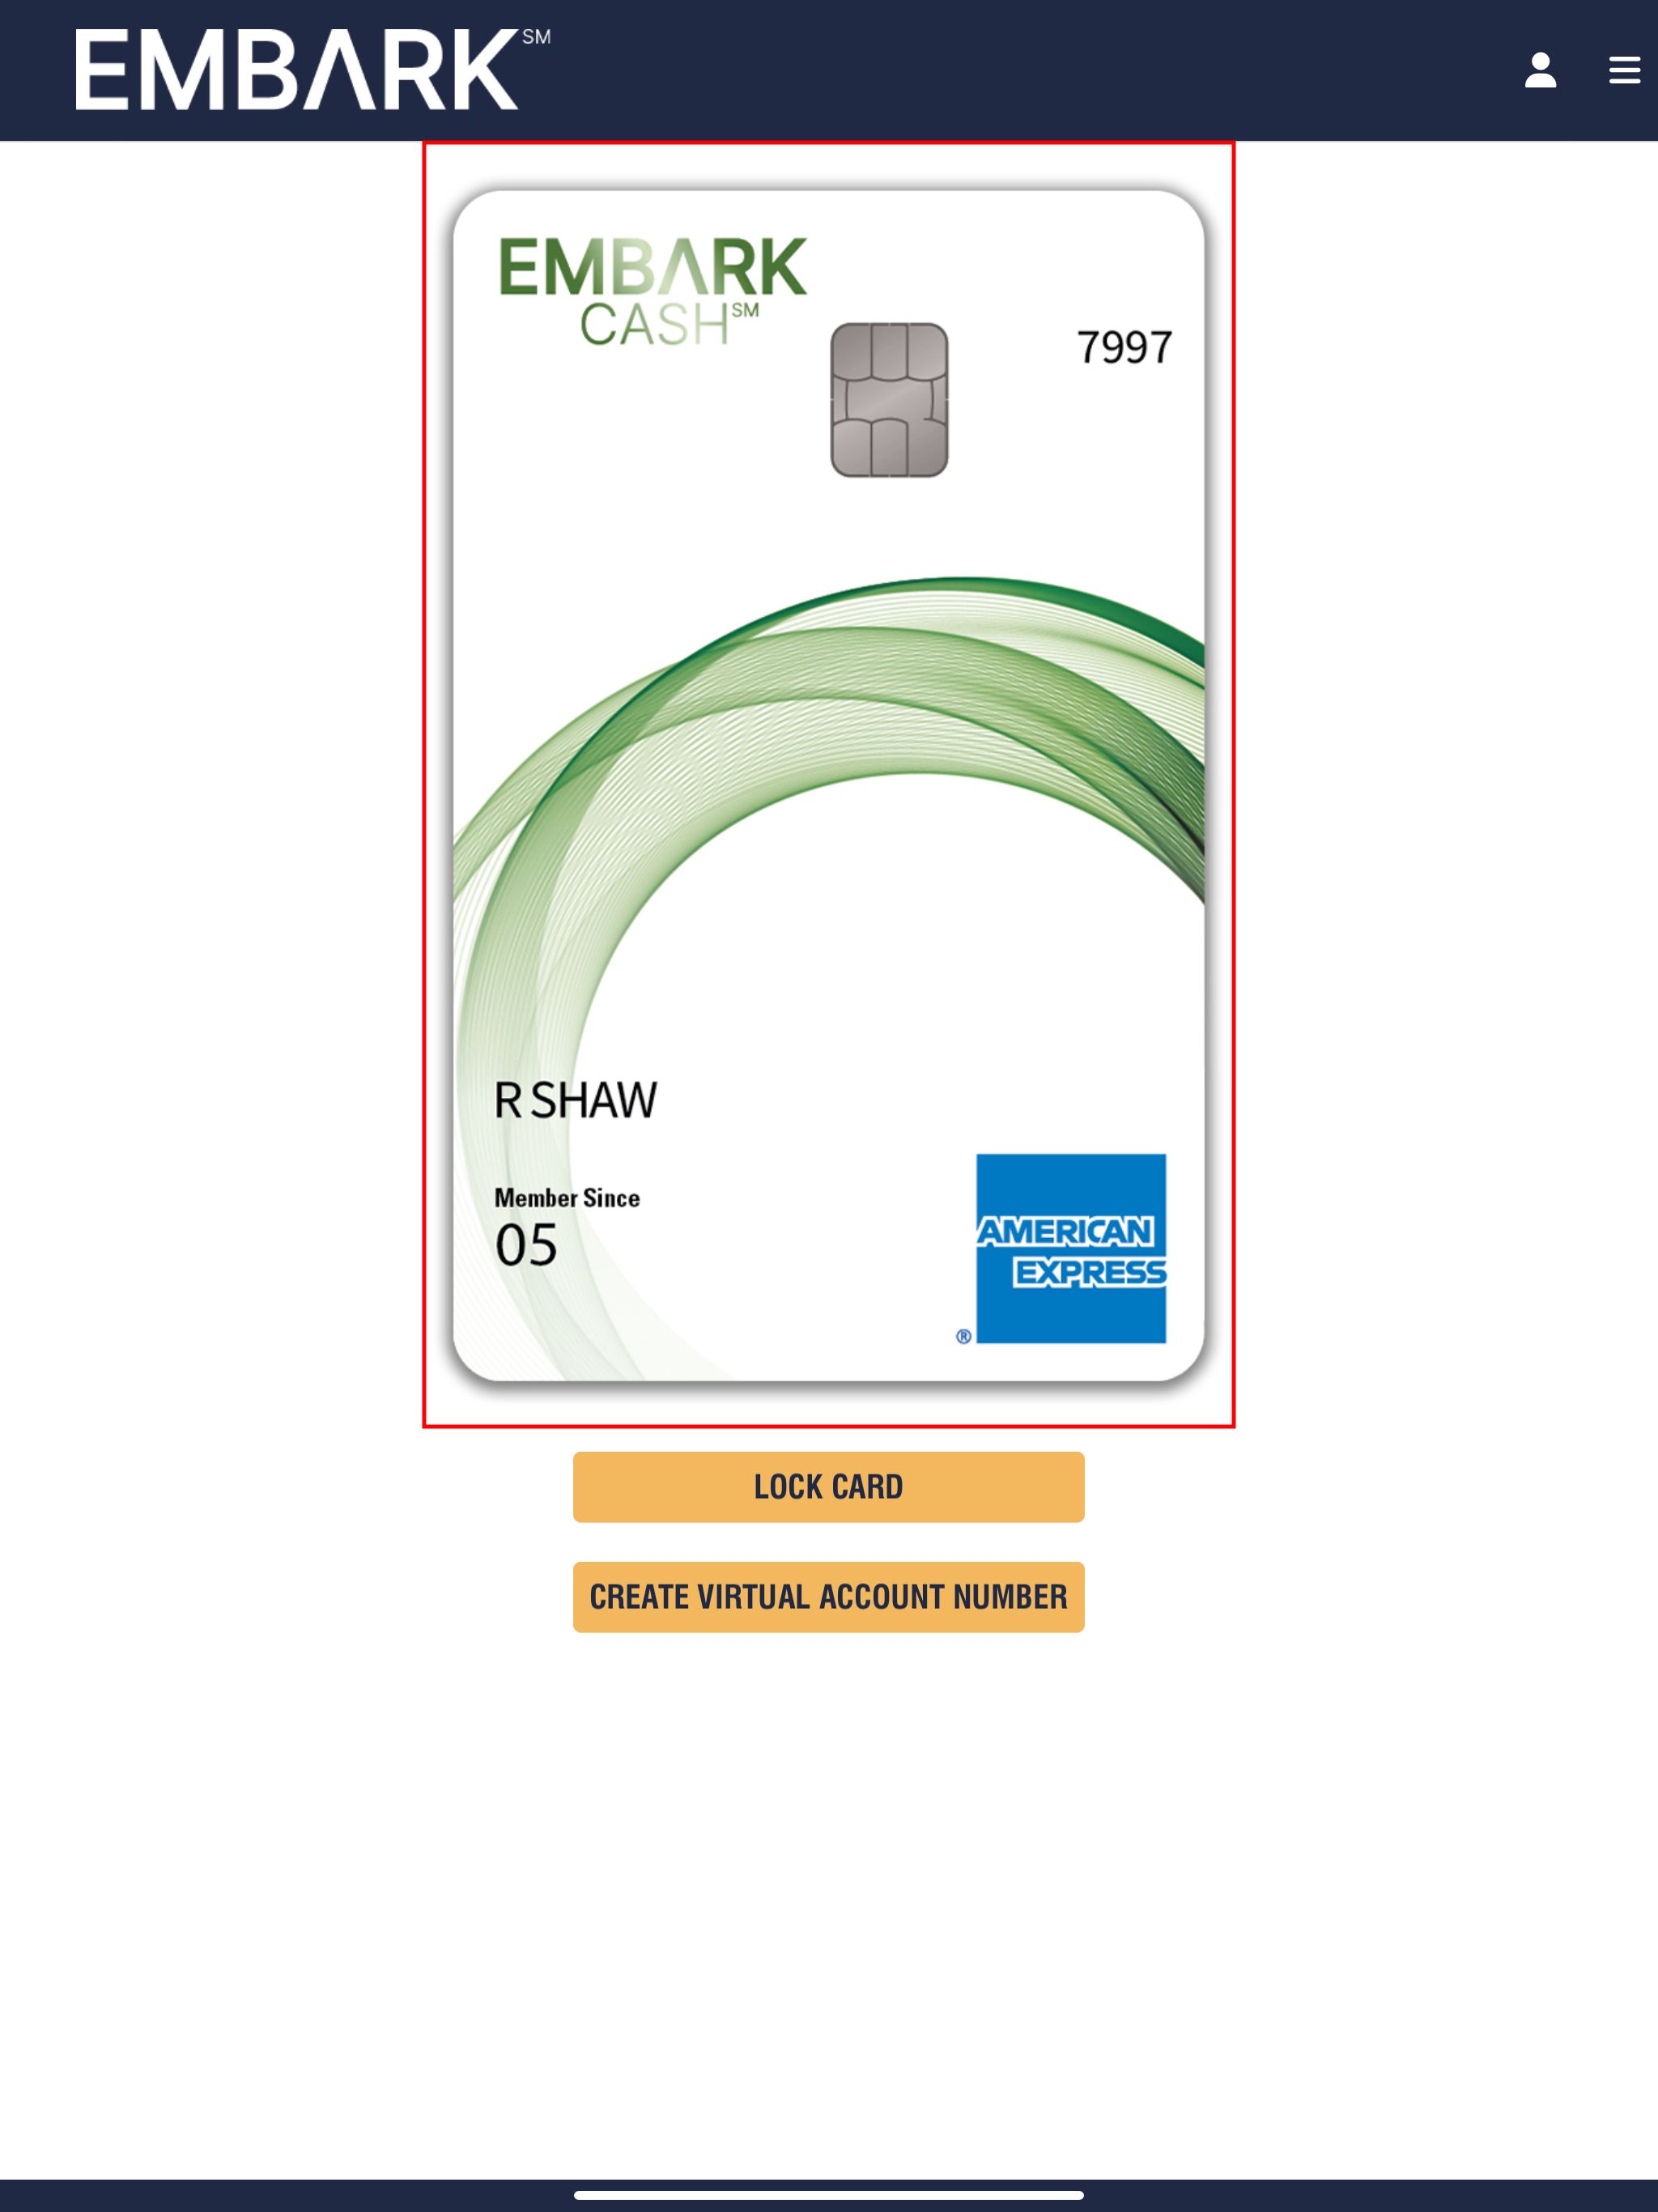 EMBARK℠
EMBARK
CASH℠
7997
R SHAW
Member Since
05
AMERICAN
EXPRESS
®
LOCK CARD
CREATE VIRTUAL ACCOUNT NUMBER